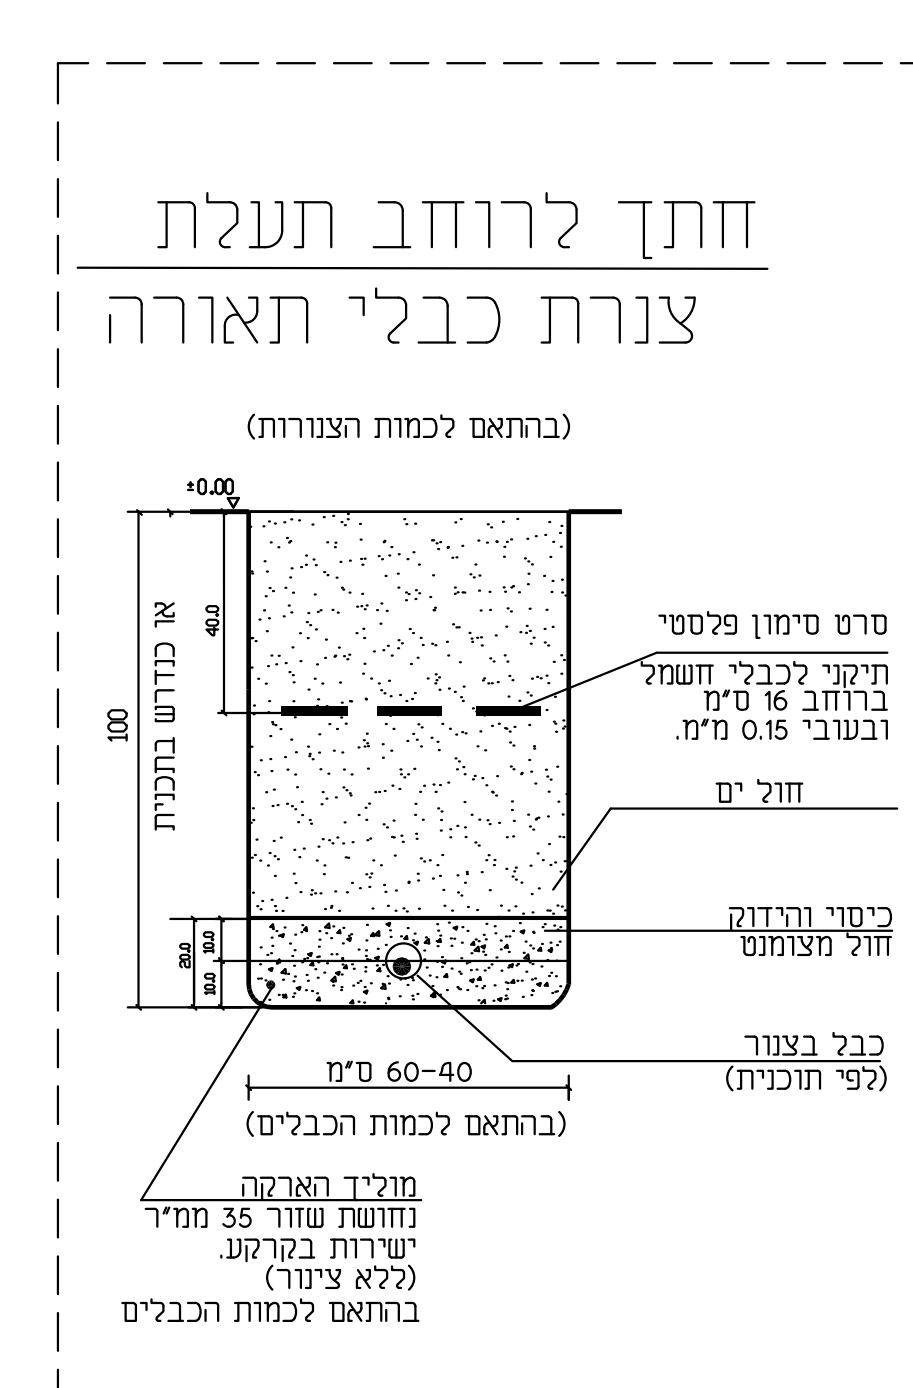 חתך לרוחב תעלת
צנרת כבלי תאורה
(בהתאם לכמות הצנורות)
±0.00
40.0
או כנדרש בתכנית
100
סרט סימון פלסטי
תיקני לכבלי חשמל
ברוחב 16 ס"מ
ובעובי 0.15 מ"מ.
חול ים
כיסוי והידוק
חול מצומנט
10.0
20.0
10.0
כבל בצנור
(לפי תוכנית)
60-40 ס"מ
(בהתאם לכמות הכבלים)
מוליך הארקה
נחושת שזור 35 ממ"ר
ישירות בקרקע.
(ללא צינור)
בהתאם לכמות הכבלים